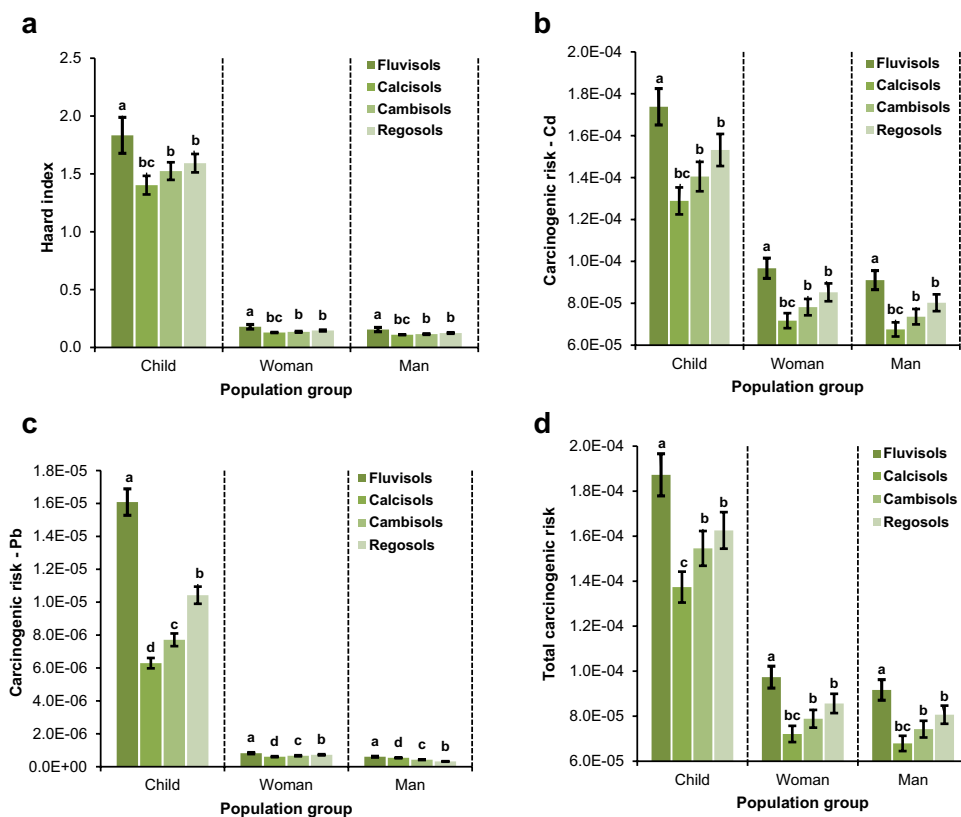 a
2.5
2.0
1.5
1.0
0.5
0.0
Haard index
Fluvisols
Calcisols
Cambisols
Regosols
a bc b b
a bc b b
a bc b b
Child Woman Man
Population group
b
2.0E-04
1.8E-04
1.6E-04
1.4E-04
1.2E-04
1.0E-04
8.0E-05
6.0E-05
Carcinogenic risk - Cd
Fluvisols
Calcisols
Cambisols
Regosols
a bc b b
a bc b b
a bc b b
Child Woman Man
Population group
c
1.8E-05
1.6E-05
1.4E-05
1.2E-05
1.0E-05
8.0E-06
6.0E-06
4.0E-06
2.0E-06
0.0E+00
Carcinogenic risk - Pb
Fluvisols
Calcisols
Cambisols
Regosols
a d c b
a d c b
a d c b
Child Woman Man
Population group
d
2.0E-04
1.8E-04
1.6E-04
1.4E-04
1.2E-04
1.0E-04
8.0E-05
6.0E-05
Total carcinogenic risk
Fluvisols
Calcisols
Cambisols
Regosols
a c b b
a bc b b
a bc b b
Child Woman Man
Population group